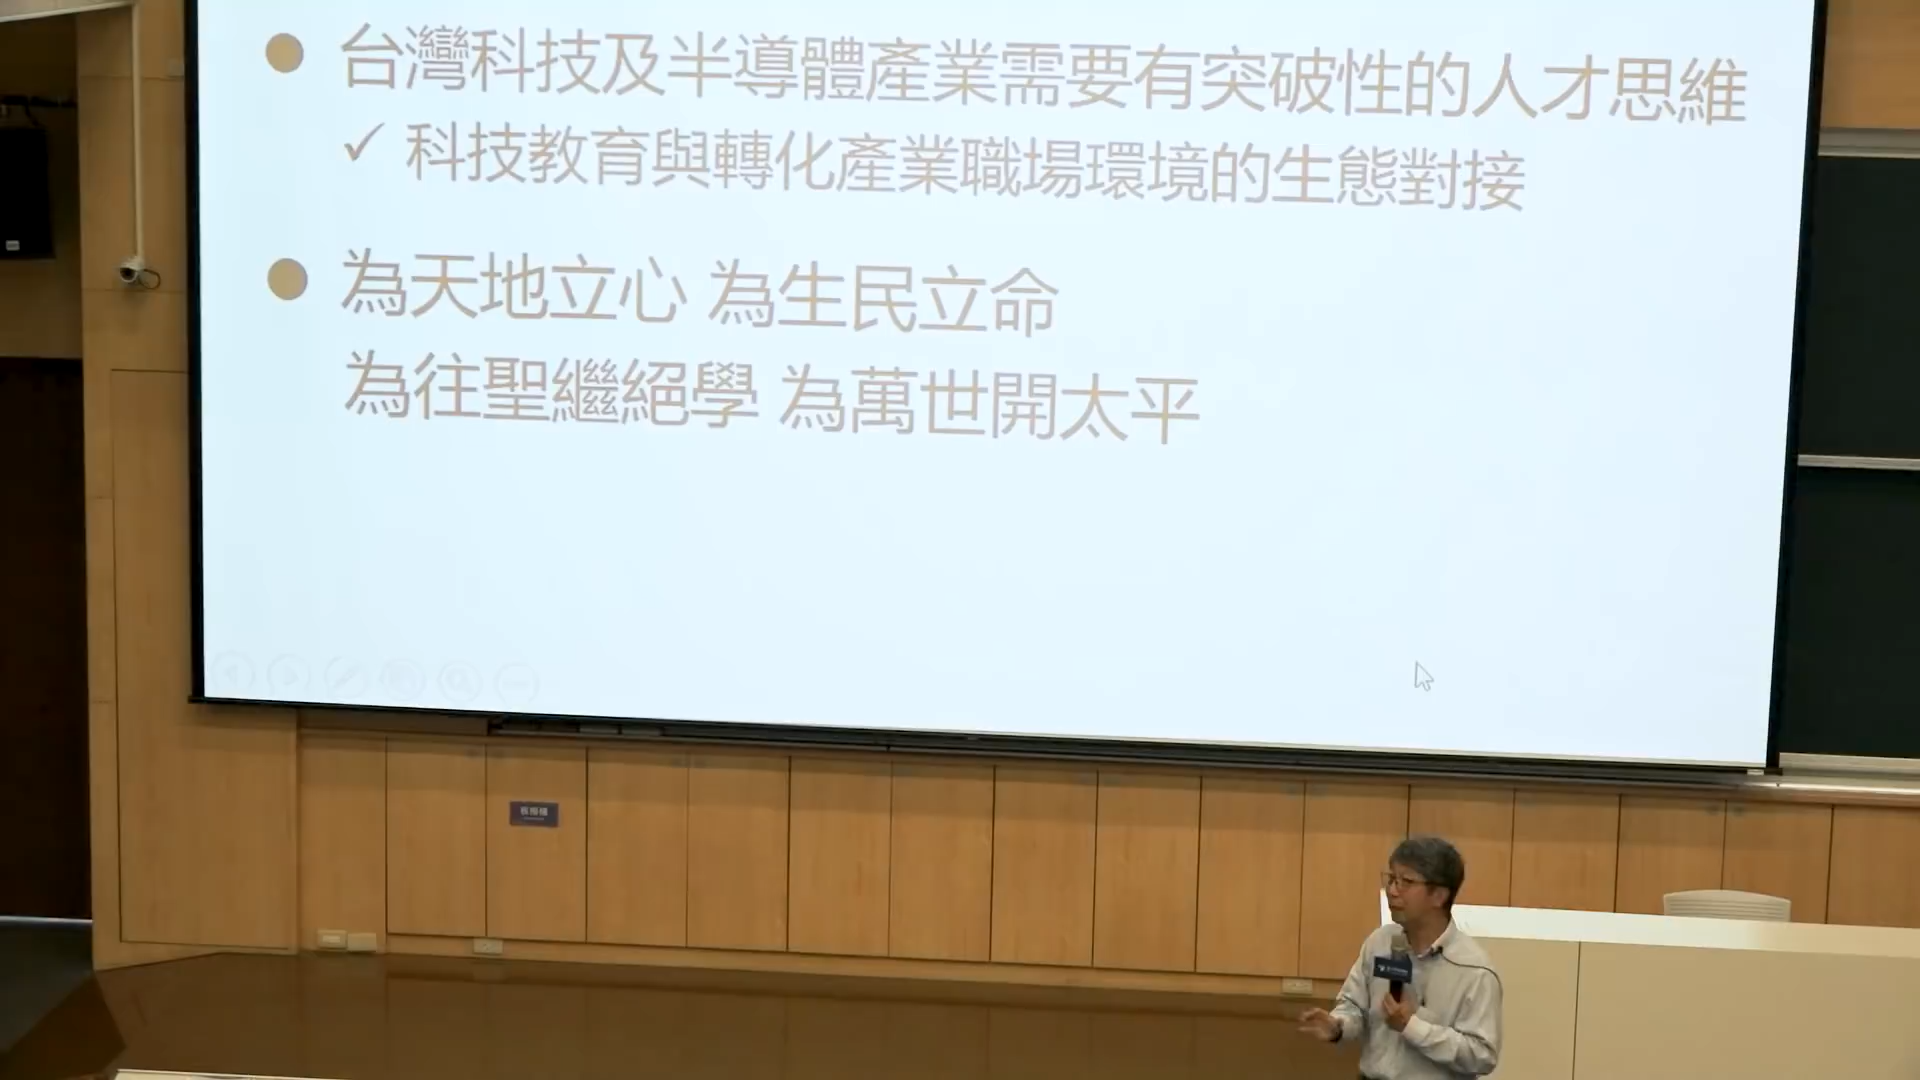 台灣科技及半導體產業需要有突破性的人才思維
✓ 科技教育與轉化產業職場環境的生態對接
為天地立心 為生民立命
為往聖繼絕學 為萬世開太平